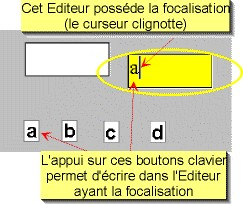 Cet Editeur posséde la focalisation
(le curseur clignotte)
a
a b c d
L'appui sur ces boutons clavier
permet d'écrire dans l'Editeur
ayant la focalisation